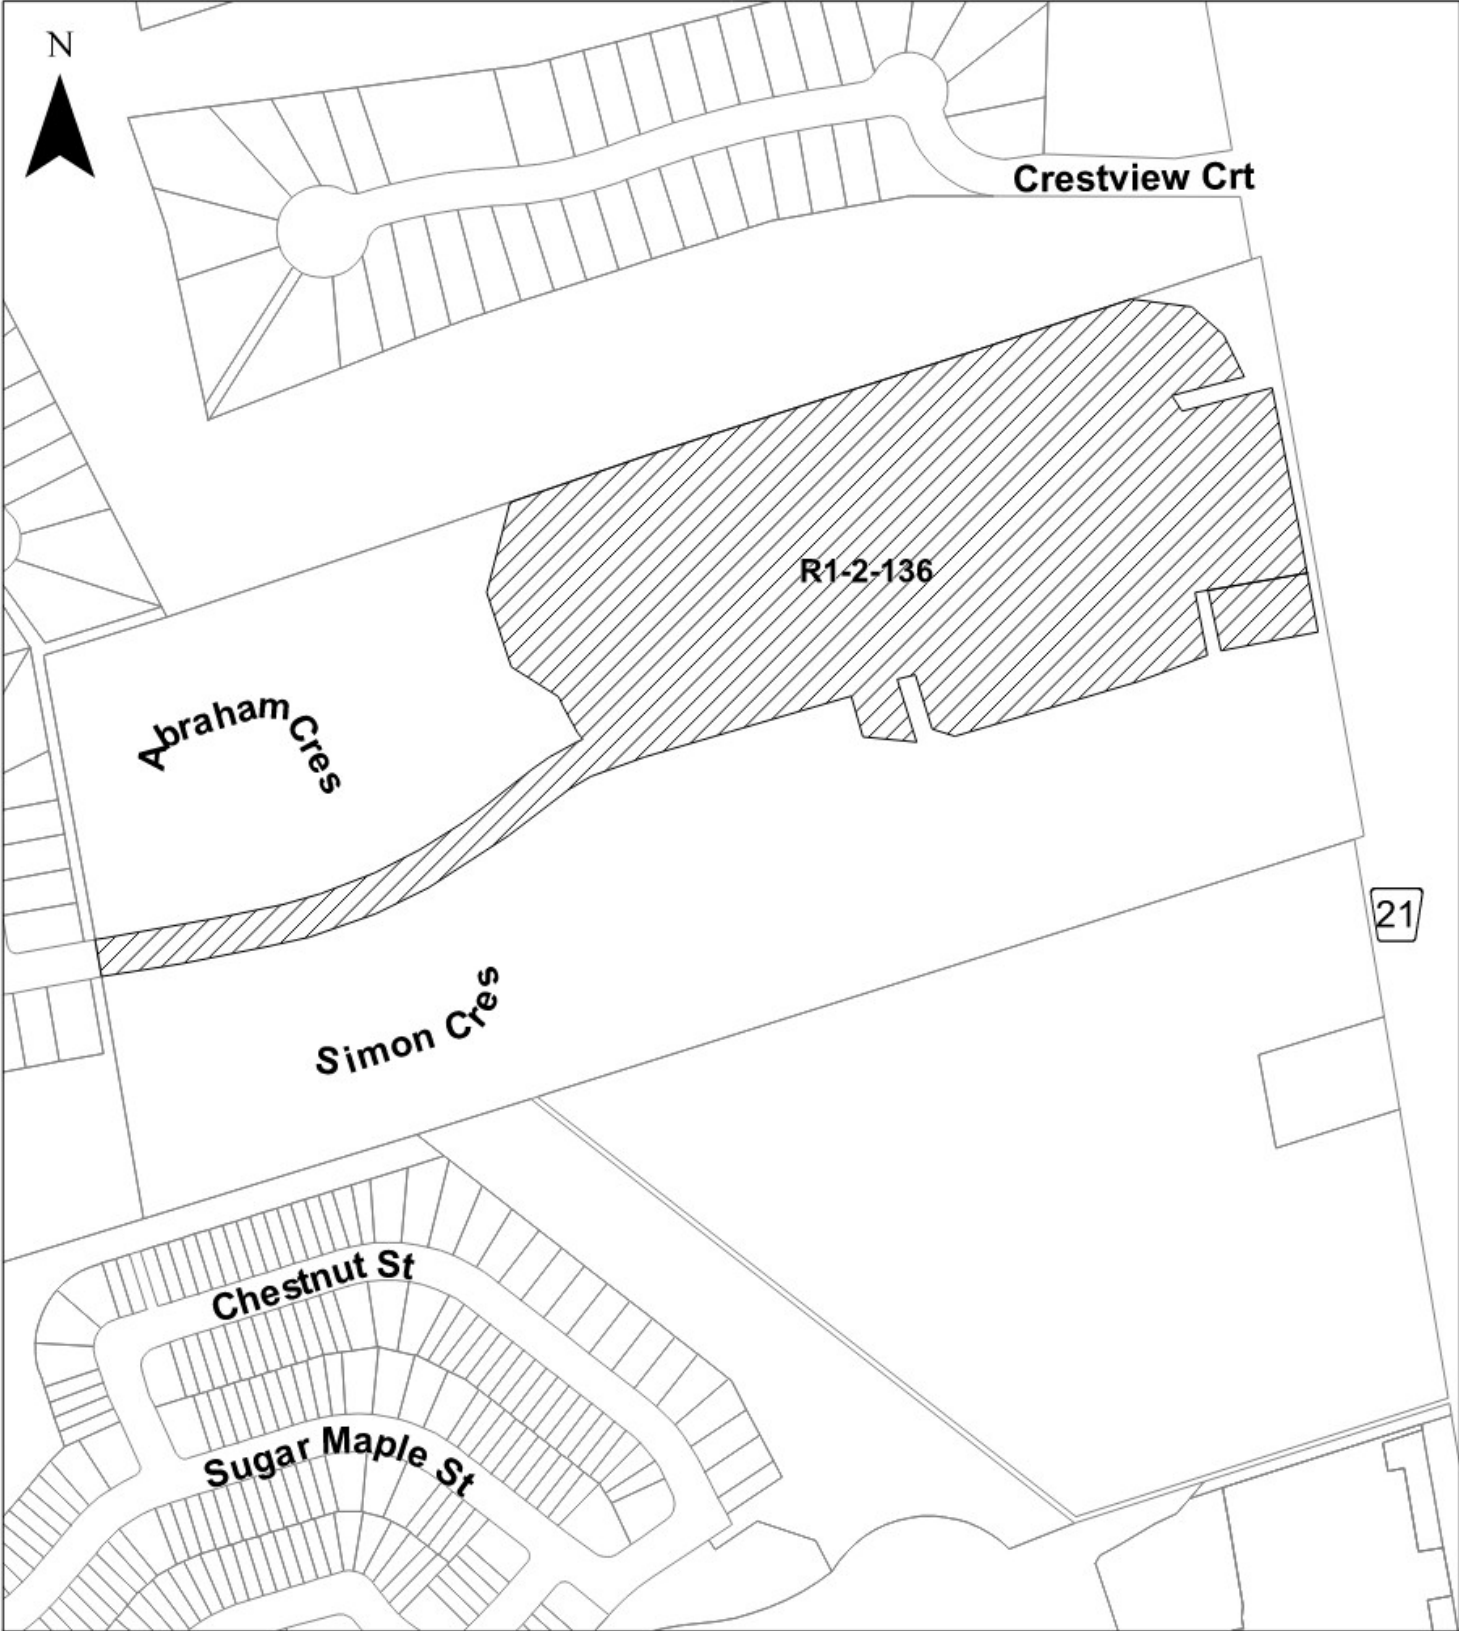 N
Crestview Crt
R1-2-136
Abraham Cres
21
Simon Cres
Chestnut St
Sugar Maple St